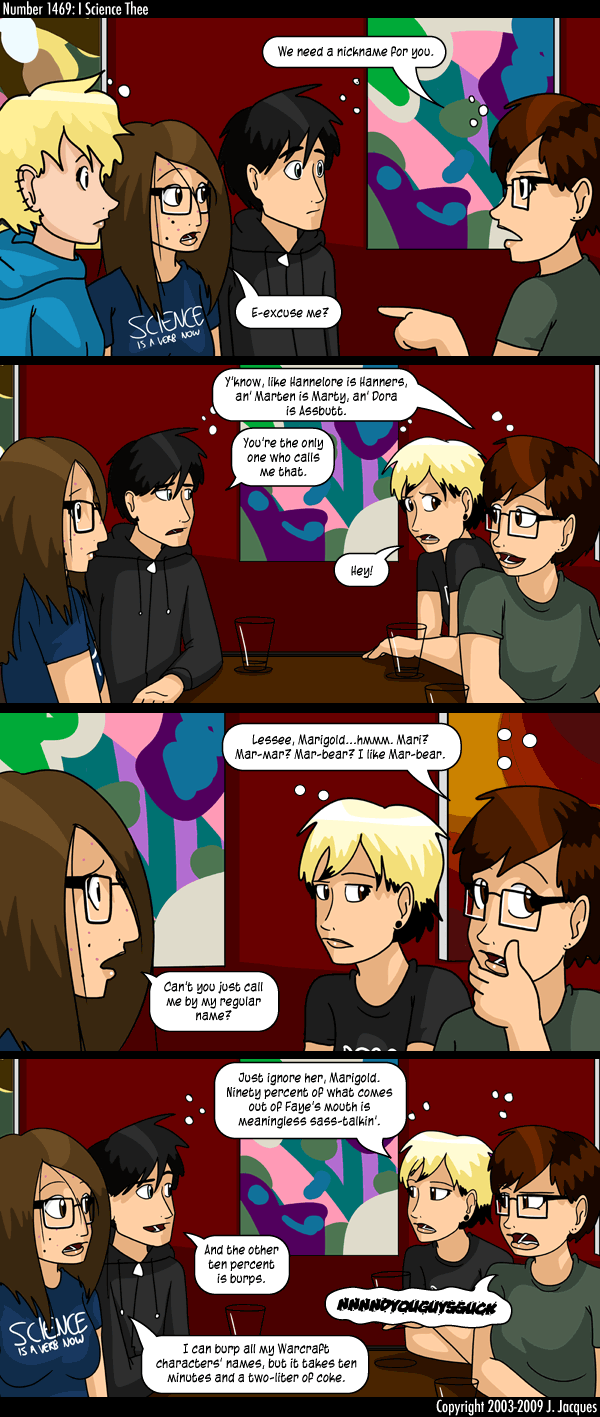 Number 1469: I Science Thee
We need a nickname for you.
E-excuse me?
SCIENCE
IS A VERB NOW
Y'know, like Hannelore is Hanners,
an' Marten is Marty, an' Dora
is Assbutt.
You're the only
one who calls
me that.
Hey!
Lessee, Marigold...hmmm. Mari?
Mar-mar? Mar-bear? I like Mar-bear.
Can't you just call
me by my regular
name?
Just ignore her, Marigold.
Ninety percent of what comes
out of Faye's mouth is
meaningless sass-talkin'.
And the other
ten percent
is burps.
NNNNOYOUGUYSSUCK
SCIENCE
IS A VERB NOW
I can burp all my Warcraft
characters' names, but it takes ten
minutes and a two-liter of coke.
Copyright 2003-2009 J. Jacques